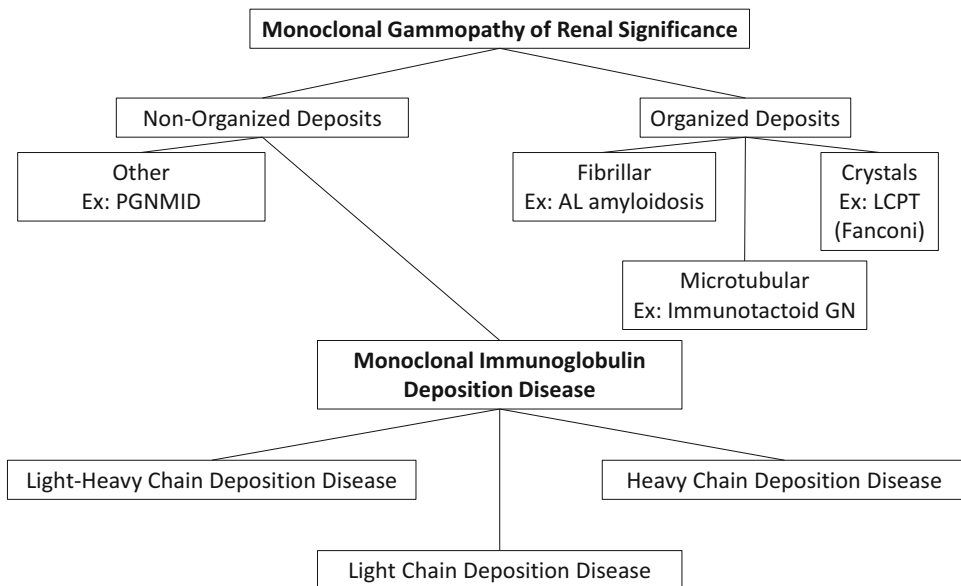 Monoclonal Gammopathy of Renal Significance
Non-Organized Deposits
Organized Deposits
Other
Ex: PGNMID
Fibrillar
Ex: AL amyloidosis
Crystals
Ex: LCPT
(Fanconi)
Microtubular
Ex: Immunotactoid GN
Monoclonal Immunoglobulin
Deposition Disease
Light-Heavy Chain Deposition Disease
Heavy Chain Deposition Disease
Light Chain Deposition Disease